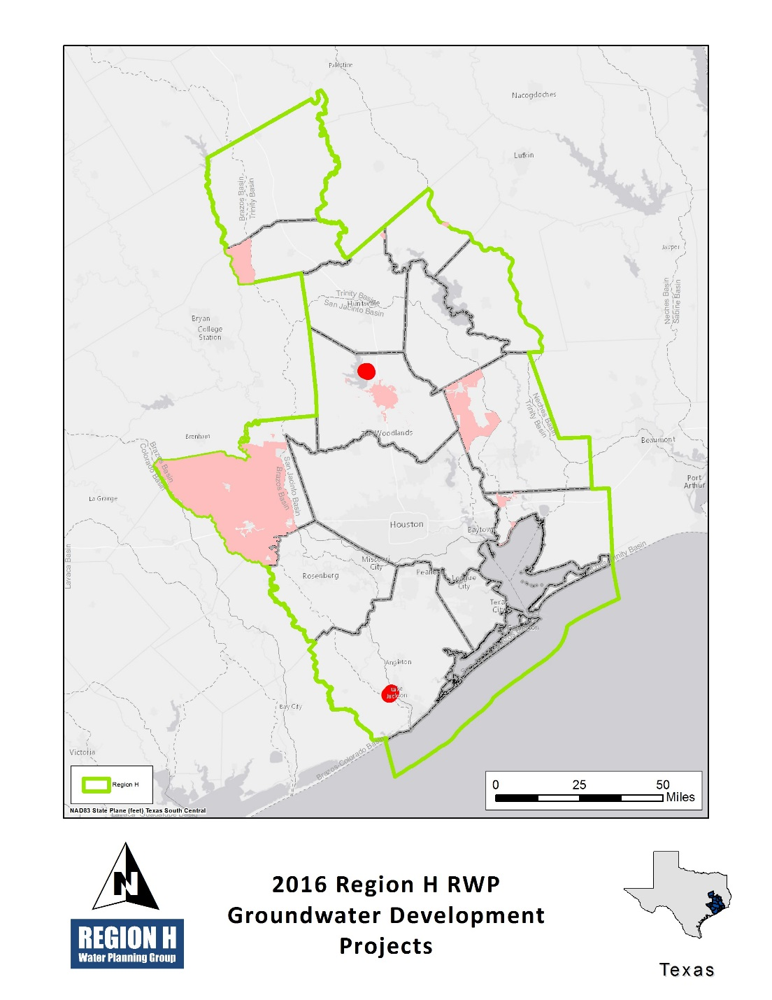 Palestine
Nacogdoches
Lufkin
Brazos Basin
Trinity Basin
Jasper
Neches Basin
Sabine Basin
Trinity Basin
Huntsville
San Jacinto Basin
Bryan
College
Station
Neches Basin
Trinity Basin
The Woodlands
Brenham
Beaumont
Brazos Basin
Colorado Basin
San Jacinto Basin
Brazos Basin
Port
Arthur
La Grange
Houston
Baytown
Lavaca Basin
Trinity Basin
Missouri
City
Rosenberg
Pearland
League
City
Texas
City
Galveston
Angleton
Lake
Jackson
Bay City
Victoria
Brazos-Colorado Basin
Region H
0 25 50
Miles
NAD83 State Plane (feet) Texas South Central
Lavaca Guadalupe Basin
N
REGION H
Water Planning Group
2016 Region H RWP
Groundwater Development
Projects
Texas